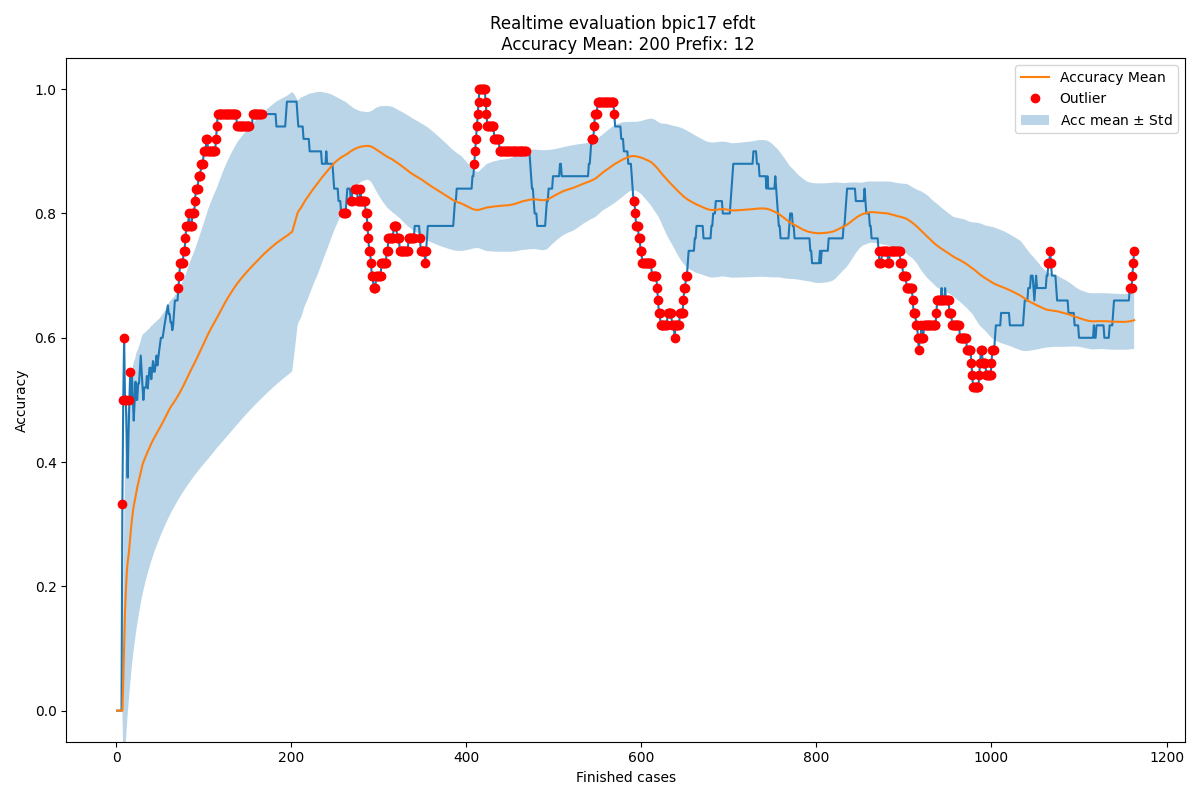 Realtime evaluation bpic17 efdt
Accuracy Mean: 200 Prefix: 12
Accuracy Mean
Outlier
Acc mean ± Std
1.0
0.8
0.6
0.4
0.2
0.0
Accuracy
0 200 400 600 800 1000 1200
Finished cases